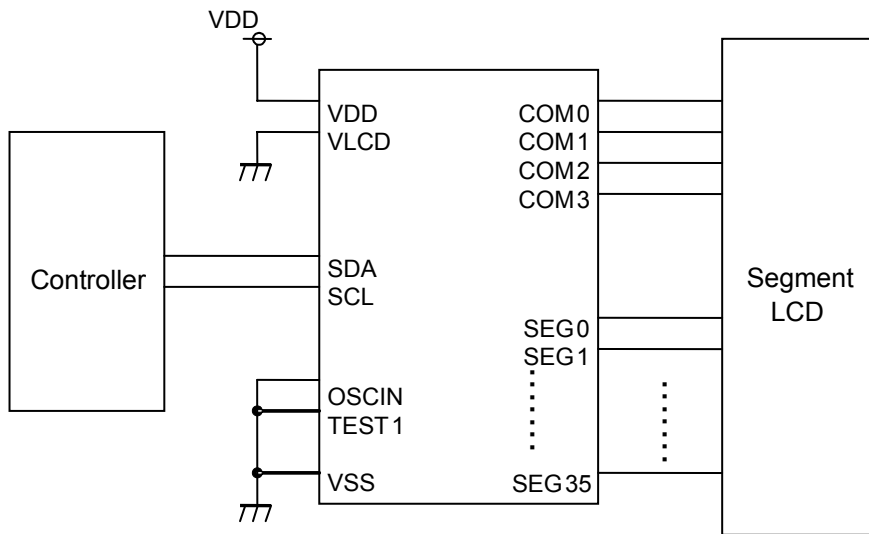 VDD
VDD
VLCD
SDA
SCL
OSCIN
TEST1
VSS
COM0
COM1
COM2
COM3
SEG0
SEG1
SEG35
Controller
Segment
LCD